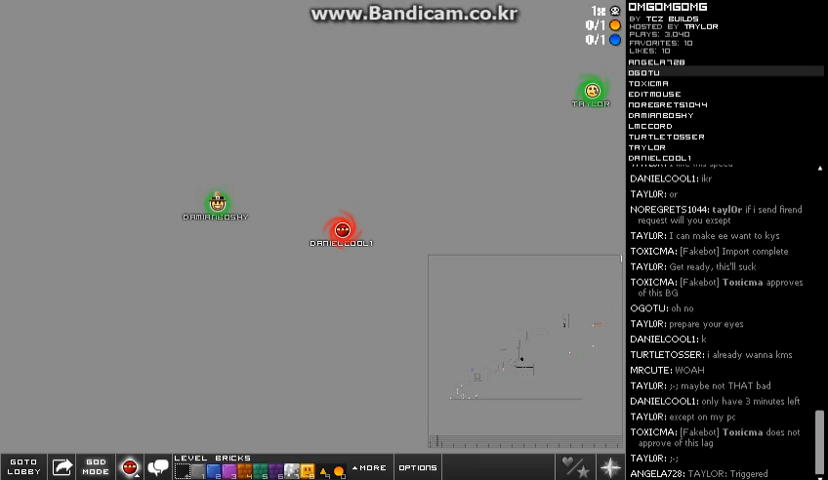 www.Bandicam.co.kr
1x
0/1
0/1
OMGOMGOMG
BY TCZ BUILDS
HOSTED BY TAYLOR
PLAYS: 3,040
FAVORITES: 10
LIKES: 10
ANGELA728
OGOTU
TOXICMA
EDITMOUSE
NOREGRETS1044
DAMIANBOSHY
LMCCORD
TURTLETOSSER
TAYLOR
DANIELCOOL1
DANIELCOOL1: ikr
TAYL0R: or
NOREGRETS1044: tayl0r if i send firend
request will you exsept
TAYL0R: I can make ee want to kys
TOXICMA: [Fakebot] Import complete
TAYL0R: Get ready, this'll suck
TOXICMA: [Fakebot] Toxicma approves
of this BG
OGOTU: oh no
TAYL0R: prepare your eyes
DANIELCOOL1: k
TURTLETOSSER: i already wanna kms
MRCUTE: WOAH
TAYL0R: ;-; maybe not THAT bad
DANIELCOOL1: only have 3 minutes left
TAYL0R: except on my pc
TOXICMA: [Fakebot] Toxicma does not
approve of this lag
TAYL0R: ;-;
ANGELA728: TAYLOR: Triggered
TAYLOR
DAMIANBOSHY
DANIELCOOL1
GOTO
LOBBY
GOD
MODE
LEVEL BRICKS
MORE
OPTIONS